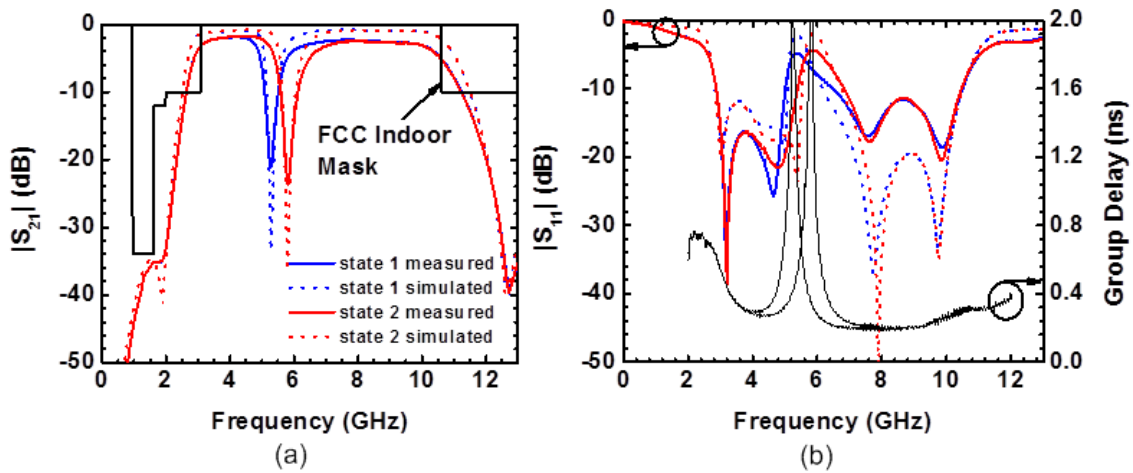 0
-10
-20
-30
-40
-50
|S21| (dB)
FCC Indoor
Mask
state 1 measured
state 1 simulated
state 2 measured
state 2 simulated
0 2 4 6 8 10 12
Frequency (GHz)
(a)
0
-10
-20
-30
-40
-50
|S11| (dB)
2.0
1.6
1.2
0.8
0.4
0.0
Group Delay (ns)
0 2 4 6 8 10 12
Frequency (GHz)
(b)